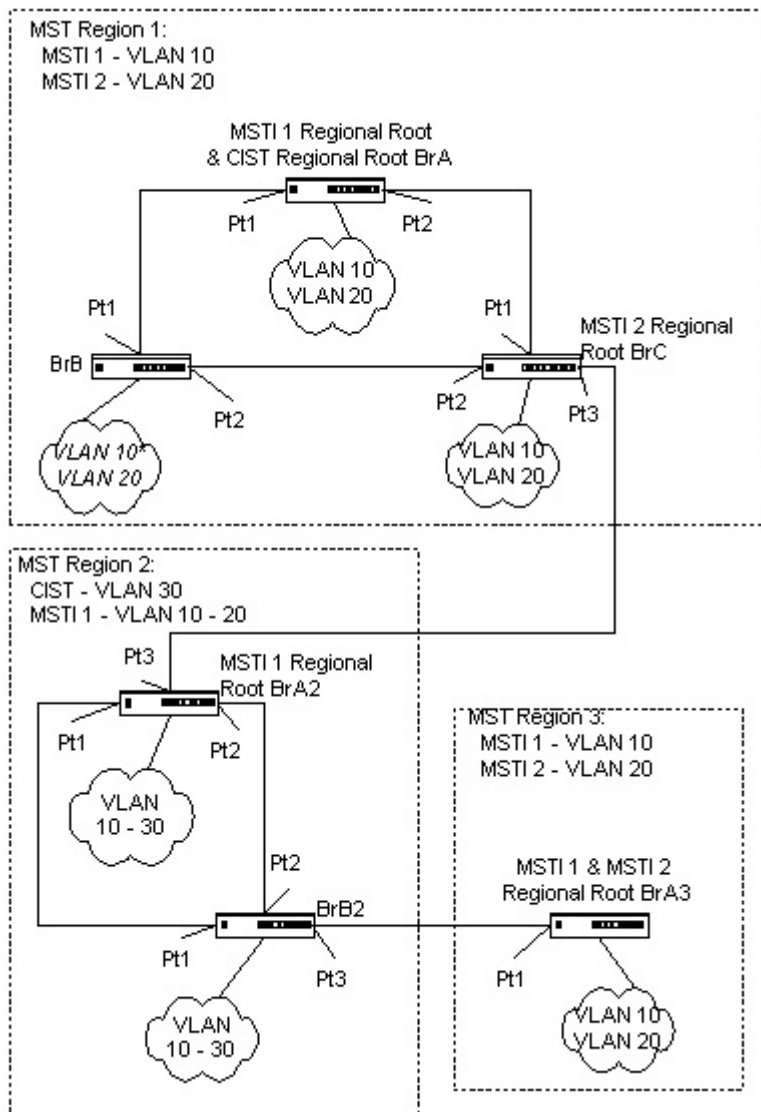 MST Region 1:
MSTI 1 - VLAN 10
MSTI 2 - VLAN 20
MSTI 1 Regional Root
& CIST Regional Root BrA
Pt1
Pt2
VLAN 10
VLAN 20
Pt1
Pt1
MSTI 2 Regional
Root BrC
BrB
Pt2
Pt2
Pt3
VLAN 10*
VLAN 20
VLAN 10
VLAN 20
MST Region 2:
CIST - VLAN 30
MSTI 1 - VLAN 10 - 20
Pt3
MSTI 1 Regional
Root BrA2
Pt1
Pt2
VLAN
10 - 30
MST Region 3:
MSTI 1 - VLAN 10
MSTI 2 - VLAN 20
Pt2
MSTI 1 & MSTI 2
Regional Root BrA3
BrB2
Pt1
Pt3
Pt1
VLAN
10 - 30
VLAN 10
VLAN 20